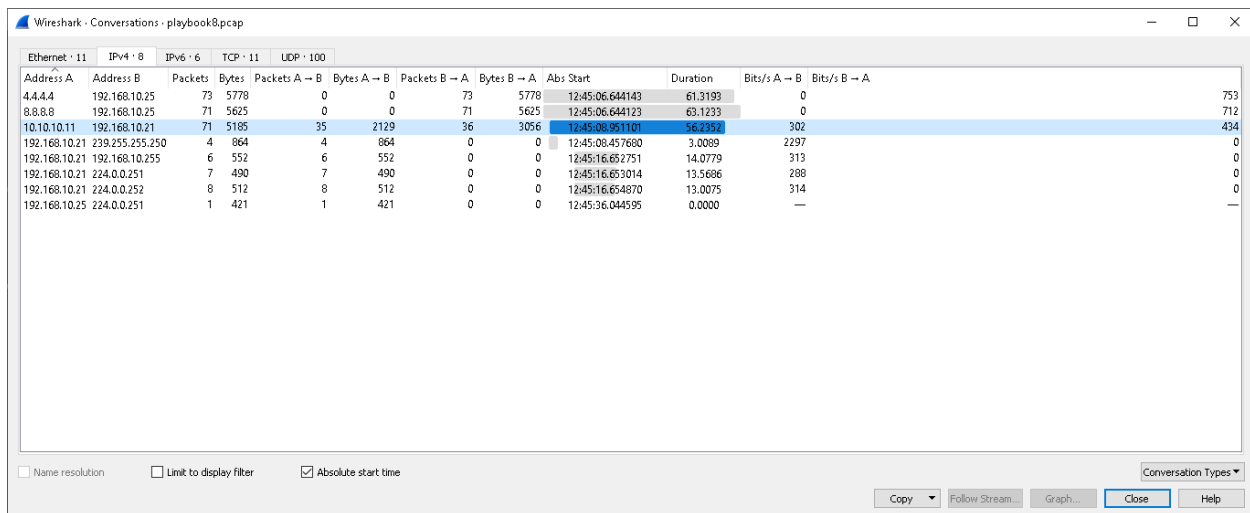 Wireshark · Conversations · playbook8.pcap
Ethernet · 11 IPv4 · 8 IPv6 · 6 TCP · 11 UDP · 100
Address A Address B Packets Bytes Packets A → B Bytes A → B Packets B → A Bytes B → A Abs Start Duration Bits/s A → B Bits/s B → A
4.4.4.4 192.168.10.25 73 5778 0 0 73 5778 12:45:06.644143 61.3193 0 753
8.8.8.8 192.168.10.25 71 5625 0 0 71 5625 12:45:06.644123 63.1233 0 712
10.10.10.11 192.168.10.21 71 5185 35 2129 36 3056 12:45:08.951101 56.2352 302 434
192.168.10.21 239.255.255.250 4 864 4 864 0 0 12:45:08.457680 3.0089 2297 0
192.168.10.21 192.168.10.255 6 552 6 552 0 0 12:45:16.652751 14.0779 313 0
192.168.10.21 224.0.0.251 7 490 7 490 0 0 12:45:16.653014 13.5686 288 0
192.168.10.21 224.0.0.252 8 512 8 512 0 0 12:45:16.654870 13.0075 314 0
192.168.10.25 224.0.0.251 1 421 1 421 0 0 12:45:36.044595 0.0000 — —
Name resolution Limit to display filter Absolute start time Conversation Types
Copy Follow Stream... Graph... Close Help